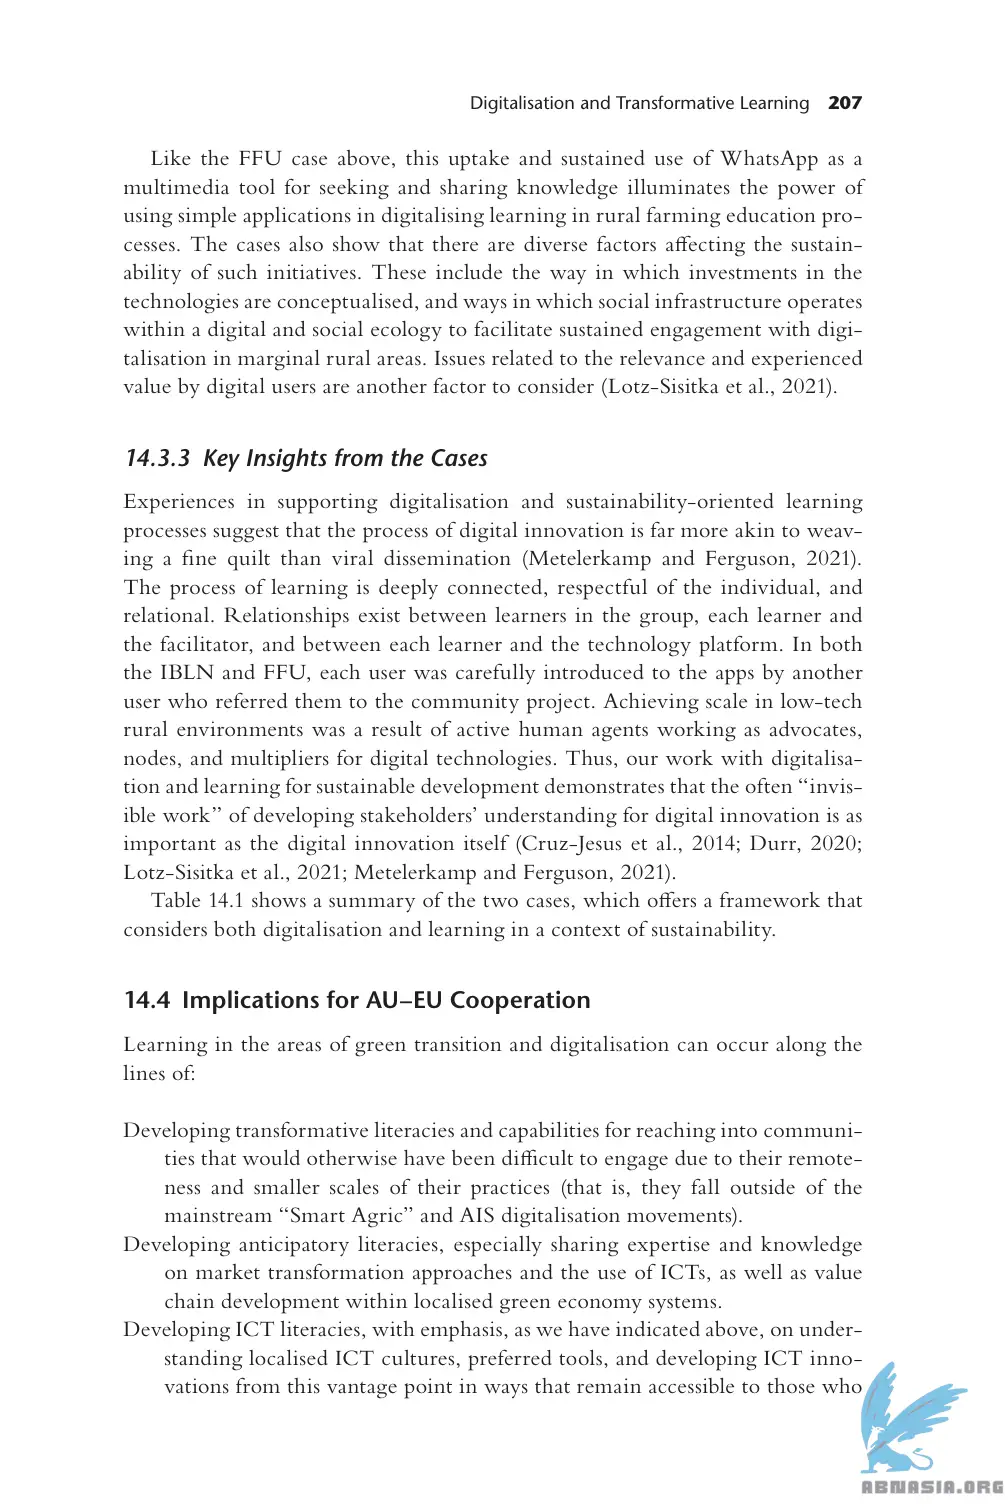 Digitalisation and Transformative Learning 207
Like the FFU case above, this uptake and sustained use of WhatsApp as a
multimedia tool for seeking and sharing knowledge illuminates the power of
using simple applications in digitalising learning in rural farming education pro-
cesses. The cases also show that there are diverse factors affecting the sustain-
ability of such initiatives. These include the way in which investments in the
technologies are conceptualised, and ways in which social infrastructure operates
within a digital and social ecology to facilitate sustained engagement with digi-
talisation in marginal rural areas. Issues related to the relevance and experienced
value by digital users are another factor to consider (Lotz-Sisitka et al., 2021).
14.3.3 Key Insights from the Cases
Experiences in supporting digitalisation and sustainability-oriented learning
processes suggest that the process of digital innovation is far more akin to weav-
ing a fine quilt than viral dissemination (Metelerkamp and Ferguson, 2021).
The process of learning is deeply connected, respectful of the individual, and
relational. Relationships exist between learners in the group, each learner and
the facilitator, and between each learner and the technology platform. In both
the IBLN and FFU, each user was carefully introduced to the apps by another
user who referred them to the community project. Achieving scale in low-tech
rural environments was a result of active human agents working as advocates,
nodes, and multipliers for digital technologies. Thus, our work with digitalisa-
tion and learning for sustainable development demonstrates that the often “invis-
ible work” of developing stakeholders’ understanding for digital innovation is as
important as the digital innovation itself (Cruz-Jesus et al., 2014; Durr, 2020;
Lotz-Sisitka et al., 2021; Metelerkamp and Ferguson, 2021).
Table 14.1 shows a summary of the two cases, which offers a framework that
considers both digitalisation and learning in a context of sustainability.
14.4 Implications for AU–EU Cooperation
Learning in the areas of green transition and digitalisation can occur along the
lines of:
Developing transformative literacies and capabilities for reaching into communi-
ties that would otherwise have been difficult to engage due to their remote-
ness and smaller scales of their practices (that is, they fall outside of the
mainstream “Smart Agric” and AIS digitalisation movements).
Developing anticipatory literacies, especially sharing expertise and knowledge
on market transformation approaches and the use of ICTs, as well as value
chain development within localised green economy systems.
Developing ICT literacies, with emphasis, as we have indicated above, on under-
standing localised ICT cultures, preferred tools, and developing ICT inno-
vations from this vantage point in ways that remain accessible to those who
ABNASIA.ORG